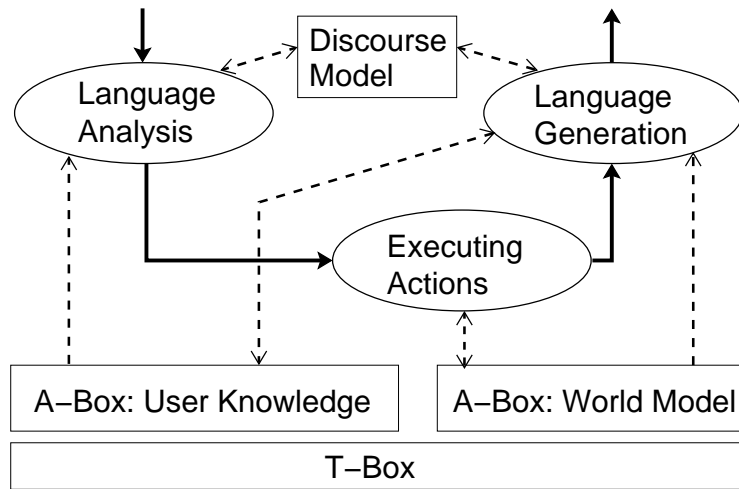 Discourse
Model
Language
Analysis
Language
Generation
Executing
Actions
A−Box: User Knowledge
A−Box: World Model
T−Box